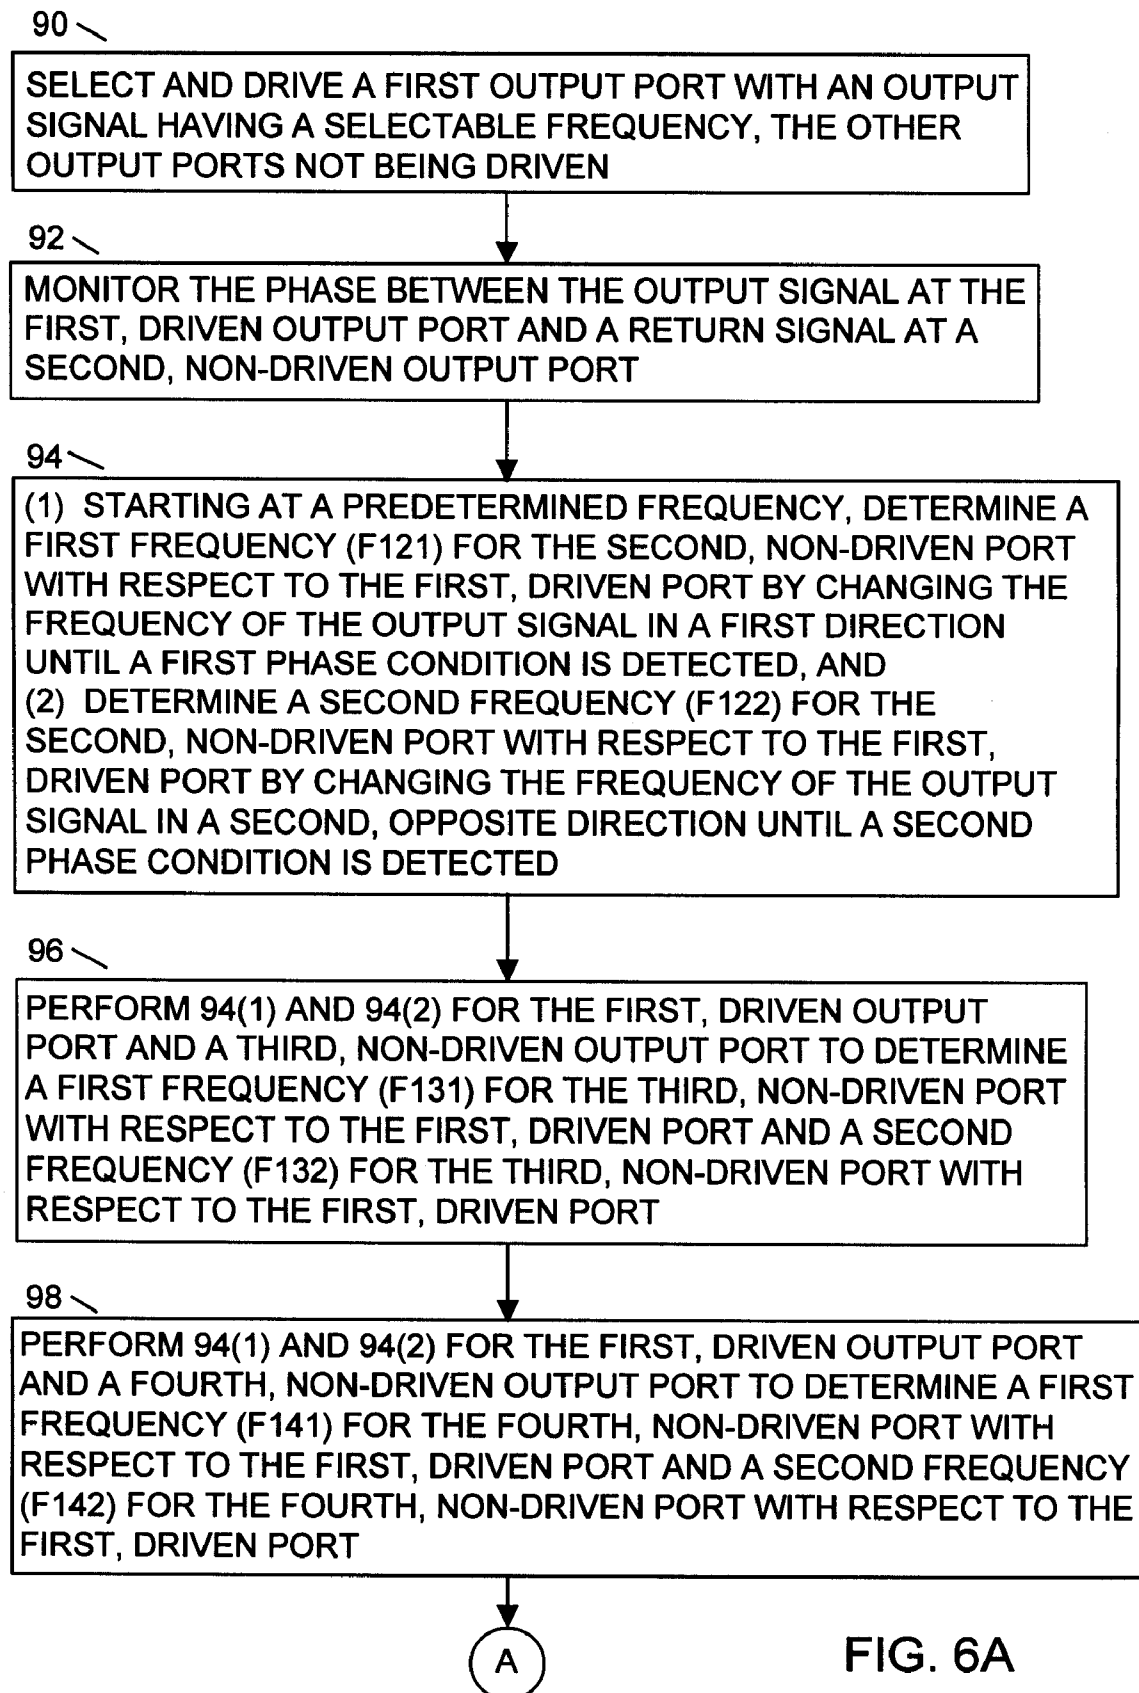 90
SELECT AND DRIVE A FIRST OUTPUT PORT WITH AN OUTPUT
SIGNAL HAVING A SELECTABLE FREQUENCY, THE OTHER
OUTPUT PORTS NOT BEING DRIVEN
92
MONITOR THE PHASE BETWEEN THE OUTPUT SIGNAL AT THE
FIRST, DRIVEN OUTPUT PORT AND A RETURN SIGNAL AT A
SECOND, NON-DRIVEN OUTPUT PORT
94
(1) STARTING AT A PREDETERMINED FREQUENCY, DETERMINE A
FIRST FREQUENCY (F121) FOR THE SECOND, NON-DRIVEN PORT
WITH RESPECT TO THE FIRST, DRIVEN PORT BY CHANGING THE
FREQUENCY OF THE OUTPUT SIGNAL IN A FIRST DIRECTION
UNTIL A FIRST PHASE CONDITION IS DETECTED, AND
(2) DETERMINE A SECOND FREQUENCY (F122) FOR THE
SECOND, NON-DRIVEN PORT WITH RESPECT TO THE FIRST,
DRIVEN PORT BY CHANGING THE FREQUENCY OF THE OUTPUT
SIGNAL IN A SECOND, OPPOSITE DIRECTION UNTIL A SECOND
PHASE CONDITION IS DETECTED
96
PERFORM 94(1) AND 94(2) FOR THE FIRST, DRIVEN OUTPUT
PORT AND A THIRD, NON-DRIVEN OUTPUT PORT TO DETERMINE
A FIRST FREQUENCY (F131) FOR THE THIRD, NON-DRIVEN PORT
WITH RESPECT TO THE FIRST, DRIVEN PORT AND A SECOND
FREQUENCY (F132) FOR THE THIRD, NON-DRIVEN PORT WITH
RESPECT TO THE FIRST, DRIVEN PORT
98
PERFORM 94(1) AND 94(2) FOR THE FIRST, DRIVEN OUTPUT PORT
AND A FOURTH, NON-DRIVEN OUTPUT PORT TO DETERMINE A FIRST
FREQUENCY (F141) FOR THE FOURTH, NON-DRIVEN PORT WITH
RESPECT TO THE FIRST, DRIVEN PORT AND A SECOND FREQUENCY
(F142) FOR THE FOURTH, NON-DRIVEN PORT WITH RESPECT TO THE
FIRST, DRIVEN PORT
A
FIG. 6A